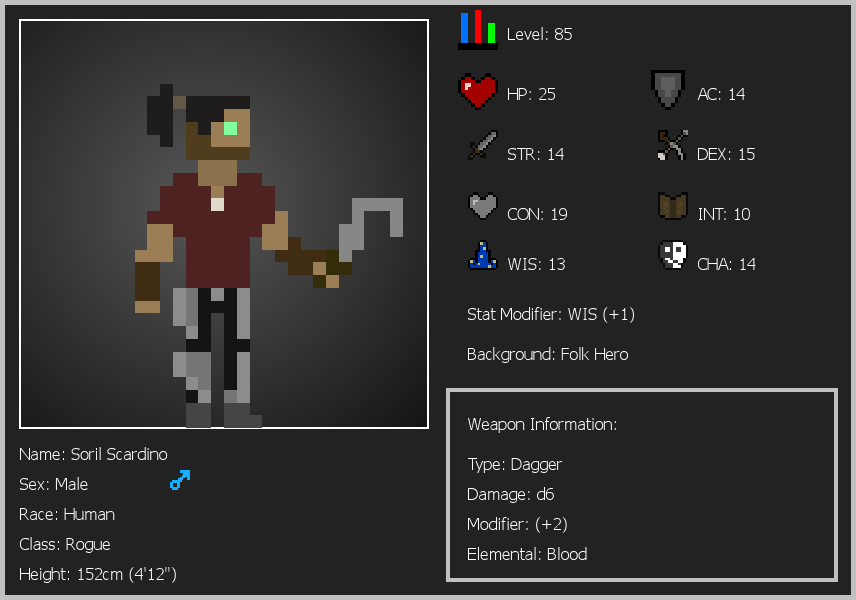 Level: 85
HP: 25
AC: 14
STR: 14
DEX: 15
CON: 19
INT: 10
WIS: 13
CHA: 14
Stat Modifier: WIS (+1)
Background: Folk Hero
Weapon Information:
Type: Dagger
Damage: d6
Modifier: (+2)
Elemental: Blood
Name: Soril Scardino
Sex: Male
Race: Human
Class: Rogue
Height: 152cm (4'12")